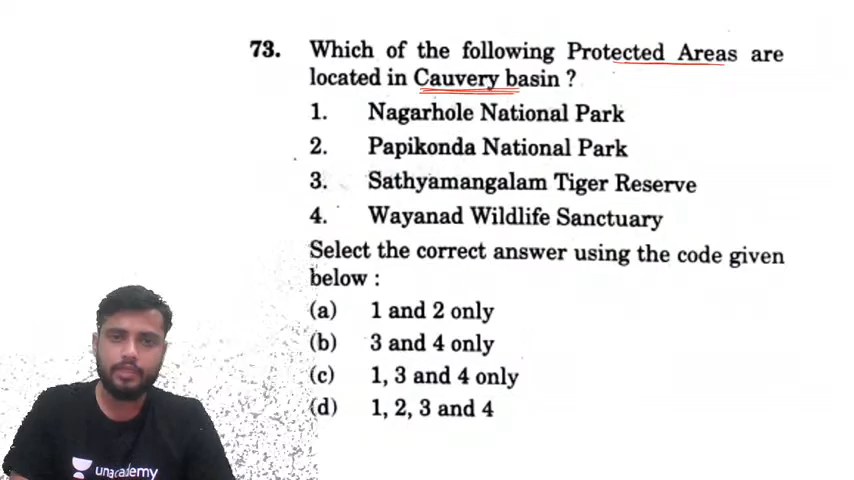 73. Which of the following Protected Areas are
located in Cauvery basin ?
1. Nagarhole National Park
2. Papikonda National Park
3. Sathyamangalam Tiger Reserve
4. Wayanad Wildlife Sanctuary
Select the correct answer using the code given
below :
(a) 1 and 2 only
(b) 3 and 4 only
(c) 1, 3 and 4 only
(d) 1, 2, 3 and 4
unacademy